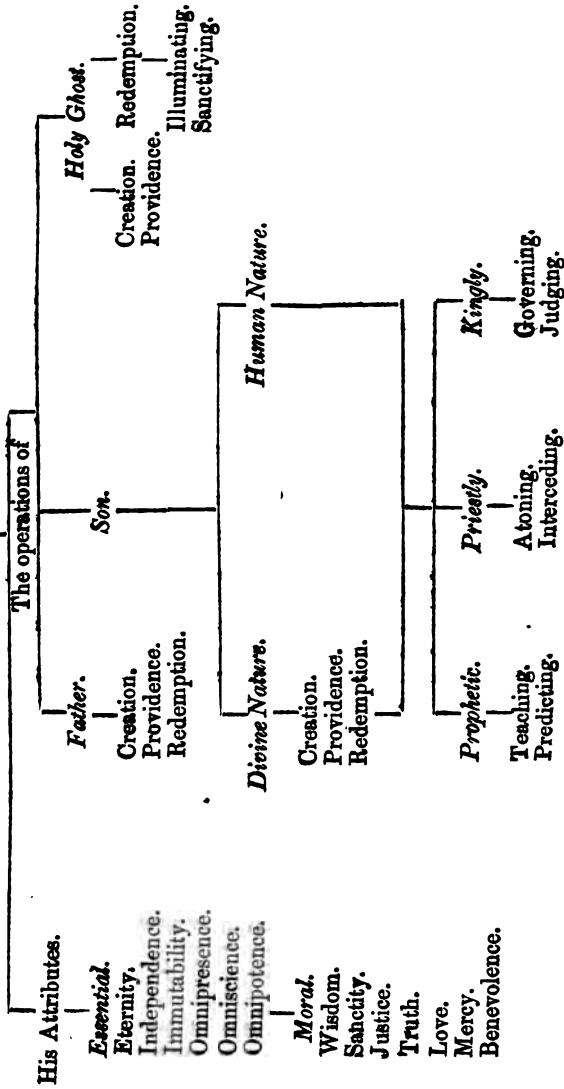 The operations of
His Attributes.
Essential.
Eternity.
Independence.
Immutability.
Omnipresence.
Omniscience.
Omnipotence.
Moral.
Wisdom.
Sanctity.
Justice.
Truth.
Love.
Mercy.
Benevolence.
Father.
Creation.
Providence.
Redemption.
Son.
Divine Nature.
Creation.
Providence.
Redemption.
Human Nature.
Prophetic.
Teaching.
Predicting.
Priestly.
Atoning.
Interceding.
Kingly.
Governing.
Judging.
Holy Ghost.
Creation.
Providence.
Redemption.
Illuminating.
Sanctifying.